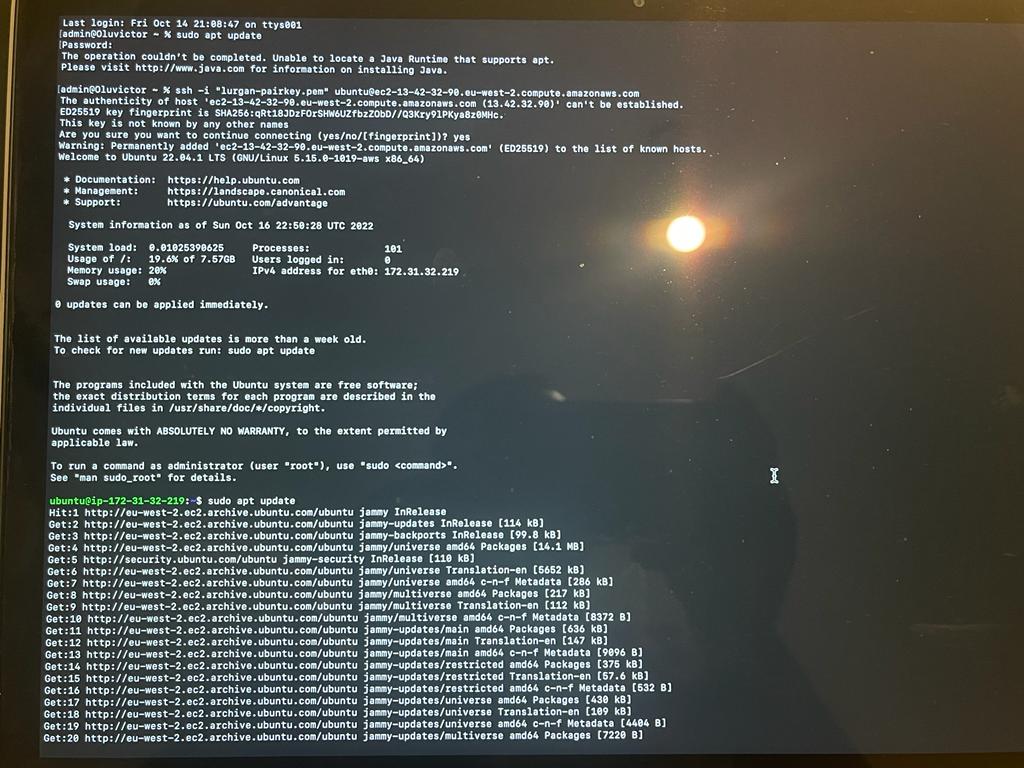 Last login: Fri Oct 14 21:08:47 on ttys001
[admin@Oluvictor ~ % sudo apt update
[Password:
The operation couldn't be completed. Unable to locate a Java Runtime that supports apt.
Please visit http://www.java.com for information on installing Java.
[admin@Oluvictor ~ % ssh -i "lurgan-pairkey.pem" ubuntu@ec2-13-42-32-90.eu-west-2.compute.amazonaws.com
The authenticity of host 'ec2-13-42-32-90.eu-west-2.compute.amazonaws.com (13.42.32.90)' can't be established.
ED25519 key fingerprint is SHA256:qRt18JDzFOrSHW6UZfbzZObD//Q3Kry9lPKya8z0MHc.
This key is not known by any other names
Are you sure you want to continue connecting (yes/no/[fingerprint])? yes
Warning: Permanently added 'ec2-13-42-32-90.eu-west-2.compute.amazonaws.com' (ED25519) to the list of known hosts.
Welcome to Ubuntu 22.04.1 LTS (GNU/Linux 5.15.0-1019-aws x86_64)
* Documentation: https://help.ubuntu.com
* Management: https://landscape.canonical.com
* Support: https://ubuntu.com/advantage
System information as of Sun Oct 16 22:50:28 UTC 2022
System load: 0.01025390625 Processes: 101
Usage of /: 19.6% of 7.57GB Users logged in: 0
Memory usage: 20% IPv4 address for eth0: 172.31.32.219
Swap usage: 0%
0 updates can be applied immediately.
The list of available updates is more than a week old.
To check for new updates run: sudo apt update
The programs included with the Ubuntu system are free software;
the exact distribution terms for each program are described in the
individual files in /usr/share/doc/*/copyright.
Ubuntu comes with ABSOLUTELY NO WARRANTY, to the extent permitted by
applicable law.
To run a command as administrator (user "root"), use "sudo <command>".
See "man sudo_root" for details.
ubuntu@ip-172-31-32-219:~$ sudo apt update
Hit:1 http://eu-west-2.ec2.archive.ubuntu.com/ubuntu jammy InRelease
Get:2 http://eu-west-2.ec2.archive.ubuntu.com/ubuntu jammy-updates InRelease [114 kB]
Get:3 http://eu-west-2.ec2.archive.ubuntu.com/ubuntu jammy-backports InRelease [99.8 kB]
Get:4 http://eu-west-2.ec2.archive.ubuntu.com/ubuntu jammy/universe amd64 Packages [14.1 MB]
Get:5 http://security.ubuntu.com/ubuntu jammy-security InRelease [110 kB]
Get:6 http://eu-west-2.ec2.archive.ubuntu.com/ubuntu jammy/universe Translation-en [5652 kB]
Get:7 http://eu-west-2.ec2.archive.ubuntu.com/ubuntu jammy/universe amd64 c-n-f Metadata [286 kB]
Get:8 http://eu-west-2.ec2.archive.ubuntu.com/ubuntu jammy/multiverse amd64 Packages [217 kB]
Get:9 http://eu-west-2.ec2.archive.ubuntu.com/ubuntu jammy/multiverse Translation-en [112 kB]
Get:10 http://eu-west-2.ec2.archive.ubuntu.com/ubuntu jammy/multiverse amd64 c-n-f Metadata [8372 B]
Get:11 http://eu-west-2.ec2.archive.ubuntu.com/ubuntu jammy-updates/main amd64 Packages [636 kB]
Get:12 http://eu-west-2.ec2.archive.ubuntu.com/ubuntu jammy-updates/main Translation-en [147 kB]
Get:13 http://eu-west-2.ec2.archive.ubuntu.com/ubuntu jammy-updates/main amd64 c-n-f Metadata [9096 B]
Get:14 http://eu-west-2.ec2.archive.ubuntu.com/ubuntu jammy-updates/restricted amd64 Packages [375 kB]
Get:15 http://eu-west-2.ec2.archive.ubuntu.com/ubuntu jammy-updates/restricted Translation-en [57.6 kB]
Get:16 http://eu-west-2.ec2.archive.ubuntu.com/ubuntu jammy-updates/restricted amd64 c-n-f Metadata [532 B]
Get:17 http://eu-west-2.ec2.archive.ubuntu.com/ubuntu jammy-updates/universe amd64 Packages [430 kB]
Get:18 http://eu-west-2.ec2.archive.ubuntu.com/ubuntu jammy-updates/universe Translation-en [109 kB]
Get:19 http://eu-west-2.ec2.archive.ubuntu.com/ubuntu jammy-updates/universe amd64 c-n-f Metadata [4404 B]
Get:20 http://eu-west-2.ec2.archive.ubuntu.com/ubuntu jammy-updates/multiverse amd64 Packages [7220 B]